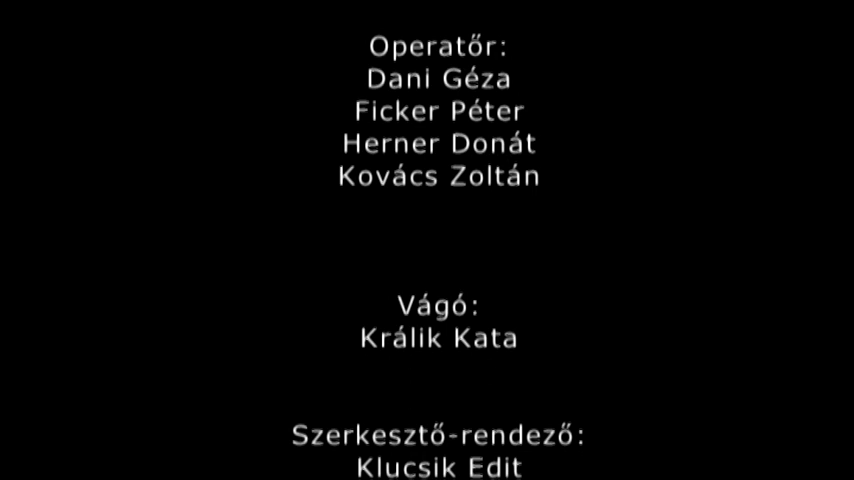 Operatőr:
Dani Géza
Ficker Péter
Herner Donát
Kovács Zoltán
Vágó:
Králik Kata
Szerkesztő-rendező:
Klucsik Edit